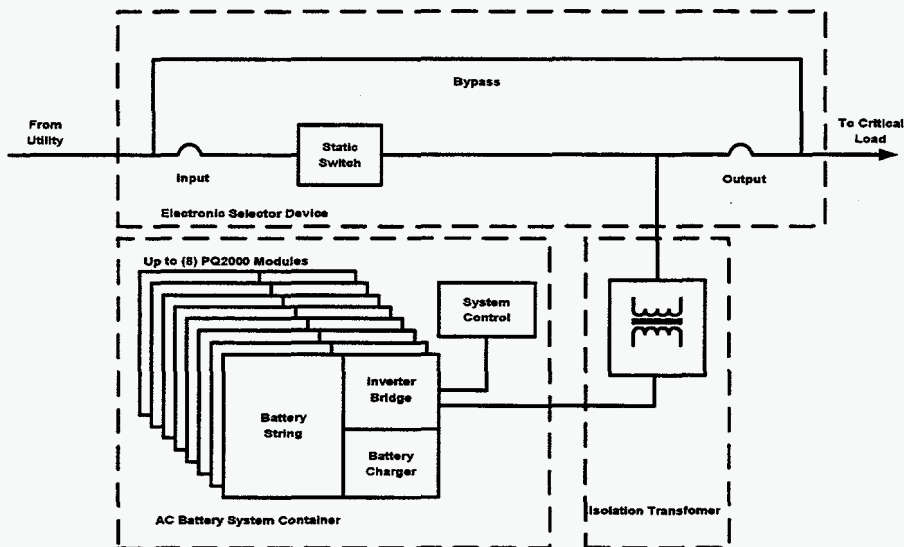 Bypass
From
Utility
To Critical
Load
Static
Switch
Input
Output
Electronic Selector Device
Up to (8) PQ2000 Modules
System
Control
Inverter
Bridge
Battery
String
Battery
Charger
AC Battery System Container
Isolation Transfomer